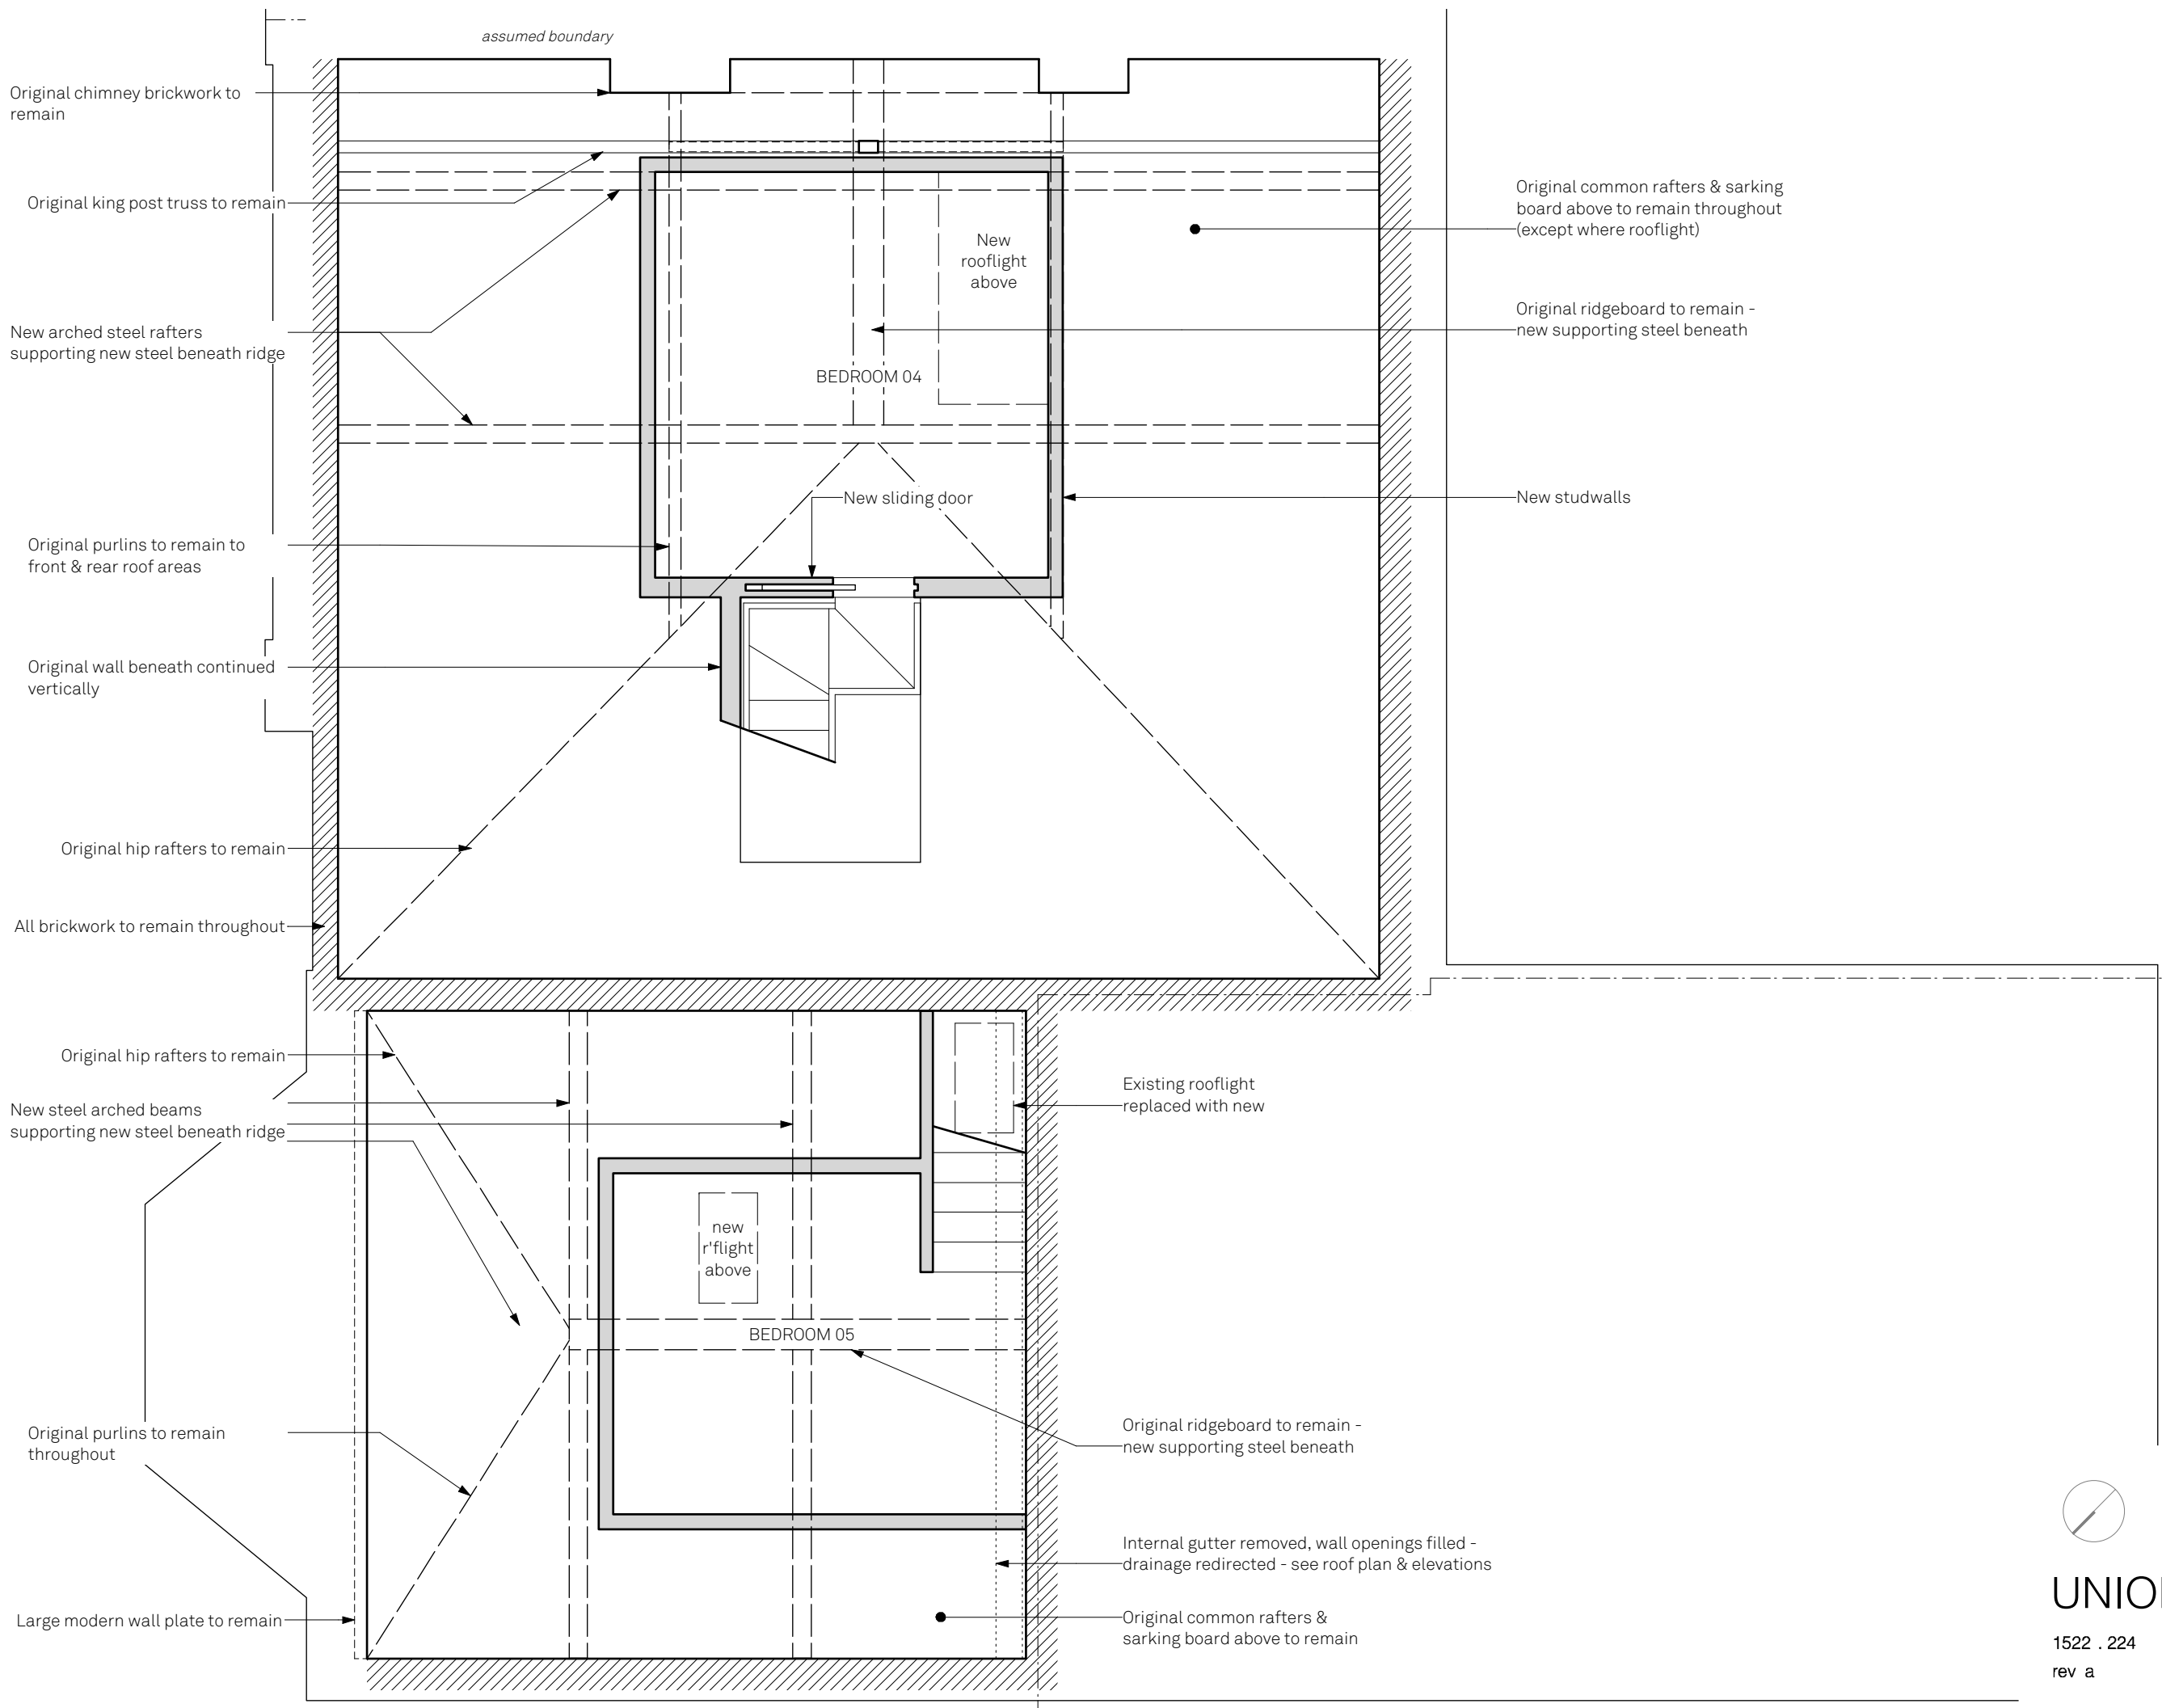 assumed boundary
Original chimney brickwork to
remain
Original king post truss to remain
New arched steel rafters
supporting new steel beneath ridge
Original purlins to remain to
front & rear roof areas
Original wall beneath continued
vertically
Original hip rafters to remain
All brickwork to remain throughout
New
rooflight
above
BEDROOM 04
New sliding door
Original common rafters & sarking
board above to remain throughout
(except where rooflight)
Original ridgeboard to remain -
new supporting steel beneath
New studwalls
Original hip rafters to remain
New steel arched beams
supporting new steel beneath ridge
Original purlins to remain
throughout
Large modern wall plate to remain
new
r'flight
above
BEDROOM 05
Existing rooflight
replaced with new
Original ridgeboard to remain -
new supporting steel beneath
Internal gutter removed, wall openings filled -
drainage redirected - see roof plan & elevations
Original common rafters &
sarking board above to remain
1522 . 224
rev a